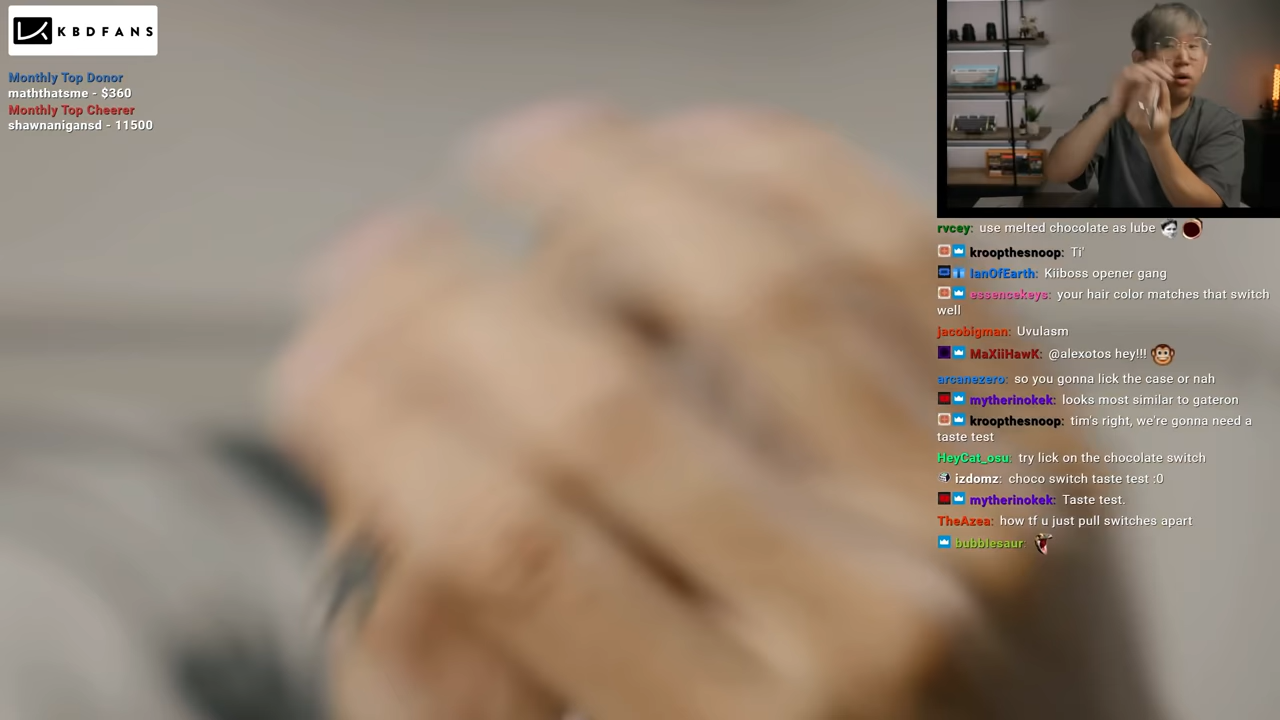 KBDFANS
Monthly Top Donor
maththatsme - $360
Monthly Top Cheerer
shawnanigansd - 11500
rvcey: use melted chocolate as lube
kroopthesnoop: Ti'
IanOfEarth: Kiiboss opener gang
essencekeys: your hair color matches that switch
well
jacobigman: Uvulasm
MaXiiHawK: @alexotos hey!!!
arcanezero: so you gonna lick the case or nah
mytherinokek: looks most similar to gateron
kroopthesnoop: tim's right, we're gonna need a
taste test
HeyCat_osu: try lick on the chocolate switch
izdomz: choco switch taste test :0
mytherinokek: Taste test.
TheAzea: how tf u just pull switches apart
bubblesaur: